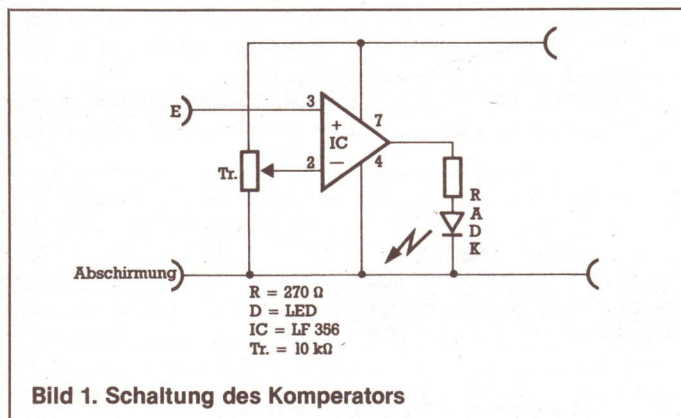 E
3
+
IC
7
Tr.
2
−
4
R
A
D
K
Abschirmung
R = 270 Ω
D = LED
IC = LF 356
Tr. = 10 kΩ
Bild 1. Schaltung des Komperators